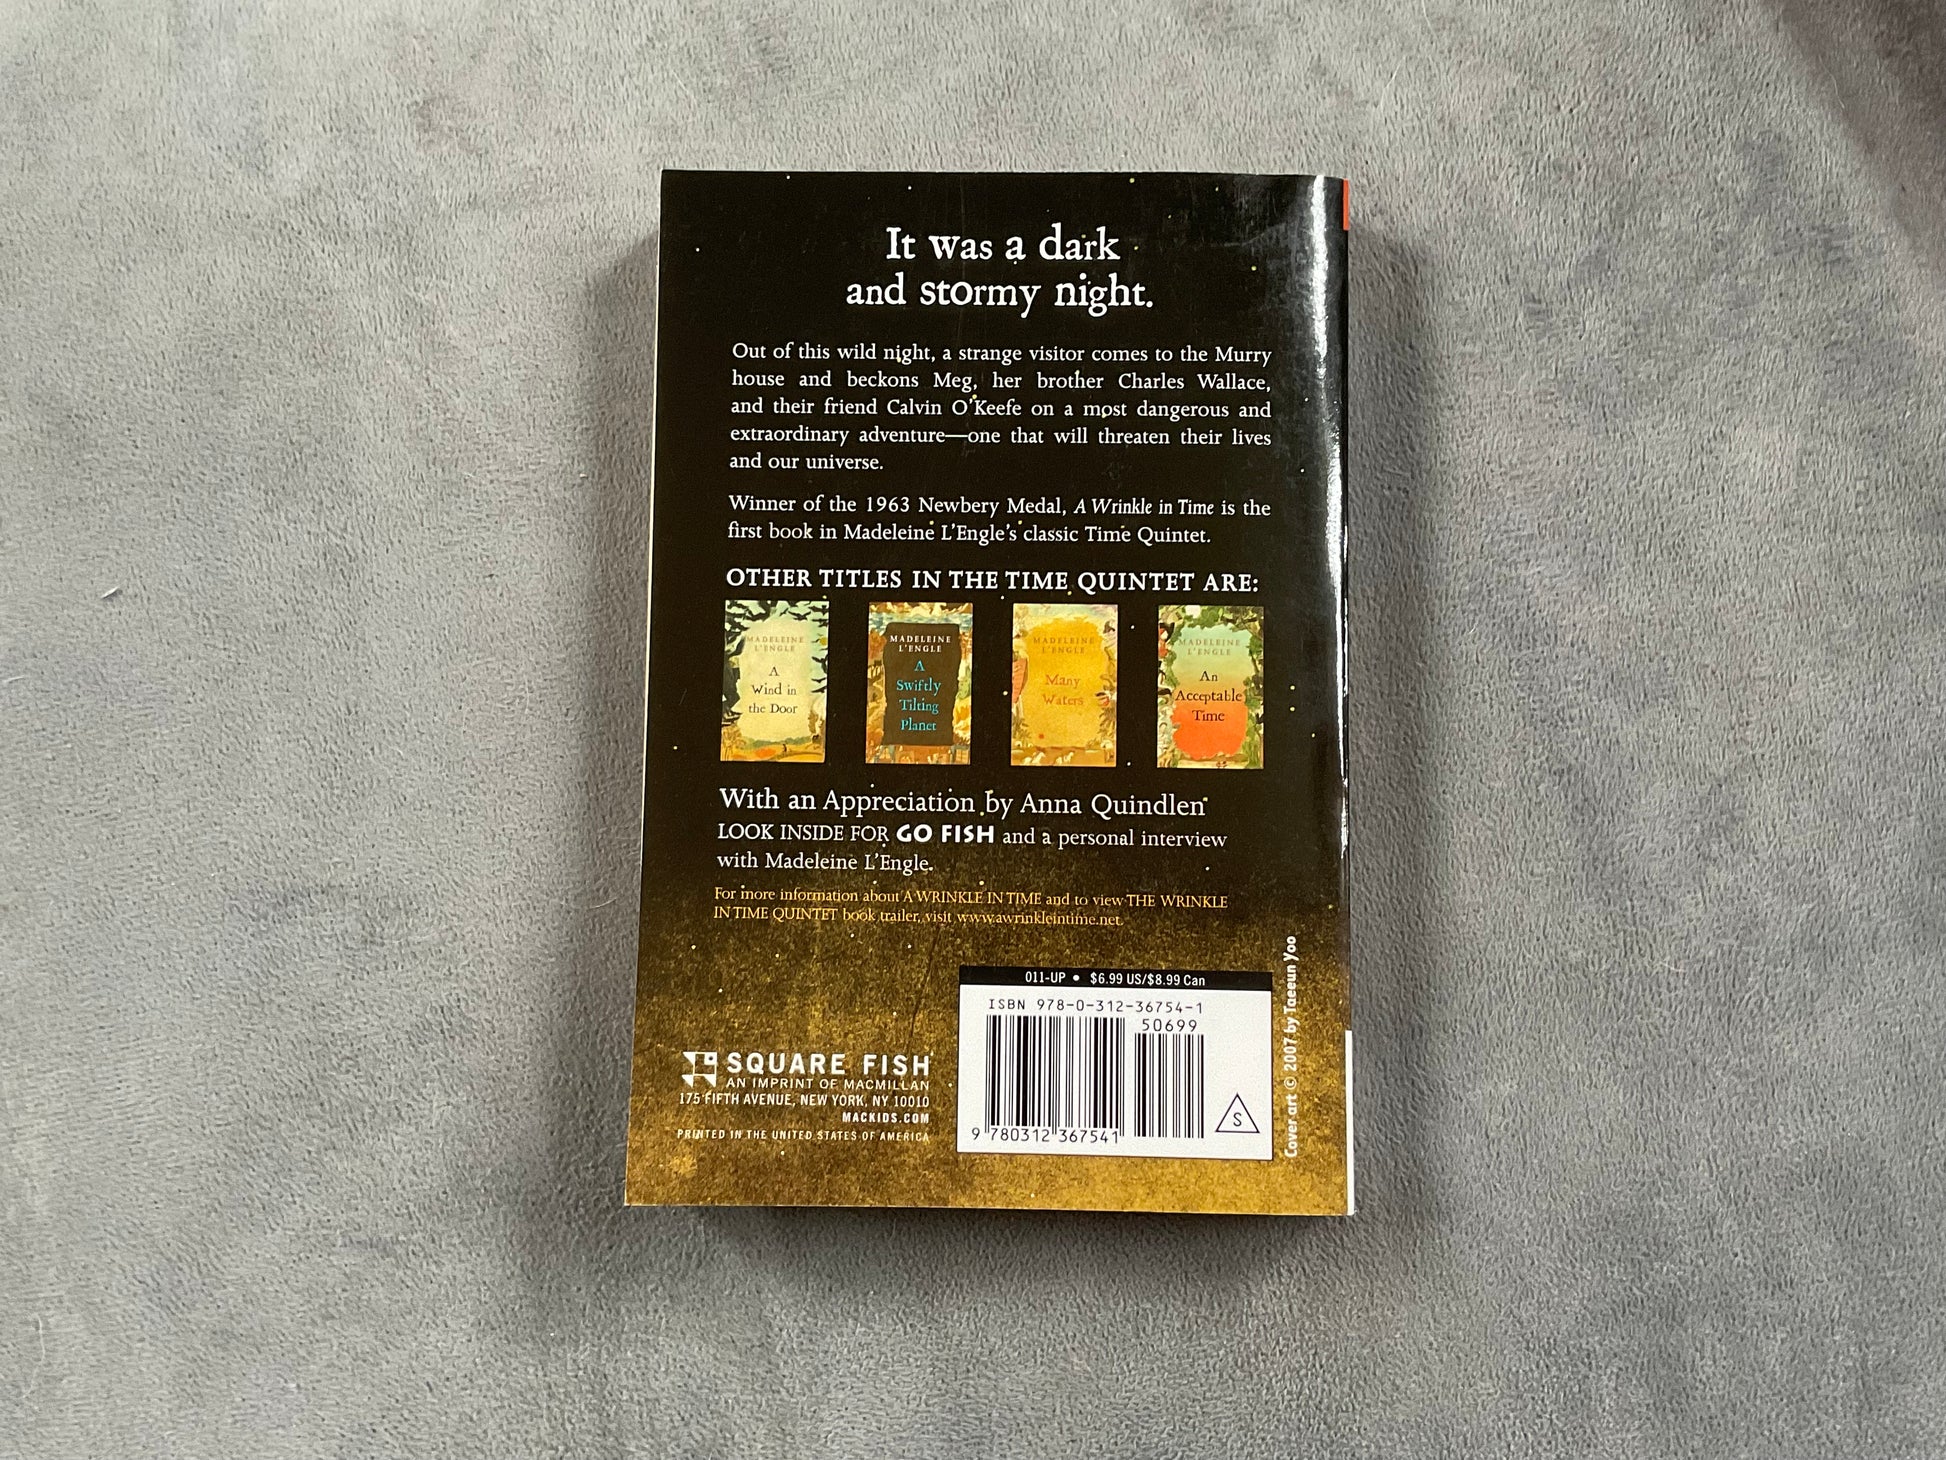 It was a dark
and stormy night.
Out of this wild night, a strange visitor comes to the Murry
house and beckons Meg, her brother Charles Wallace,
and their friend Calvin O'Keefe on a most dangerous and
extraordinary adventure—one that will threaten their lives
and our universe.
Winner of the 1963 Newbery Medal, A Wrinkle in Time is the
first book in Madeleine L'Engle's classic Time Quintet.
OTHER TITLES IN THE TIME QUINTET ARE:
MADELEINE
L'ENGLE
A
Wind in
the Door
MADELEINE
L'ENGLE
A
Swiftly
Tilting
Planet
MADELEINE
L'ENGLE
Many
Waters
MADELEINE
L'ENGLE
An
Acceptable
Time
With an Appreciation by Anna Quindlen
LOOK INSIDE FOR GO FISH and a personal interview
with Madeleine L'Engle.
For more information about A WRINKLE IN TIME and to view THE WRINKLE
IN TIME QUINTET book trailer, visit www.awrinkleintime.net.
SQUARE FISH
AN IMPRINT OF MACMILLAN
175 FIFTH AVENUE, NEW YORK, NY 10010
MACKIDS.COM
PRINTED IN THE UNITED STATES OF AMERICA
011-UP • $6.99 US/$8.99 Can
ISBN 978-0-312-36754-1
50699
9 780312 367541
S
Cover art © 2007 by Taeeun Yoo